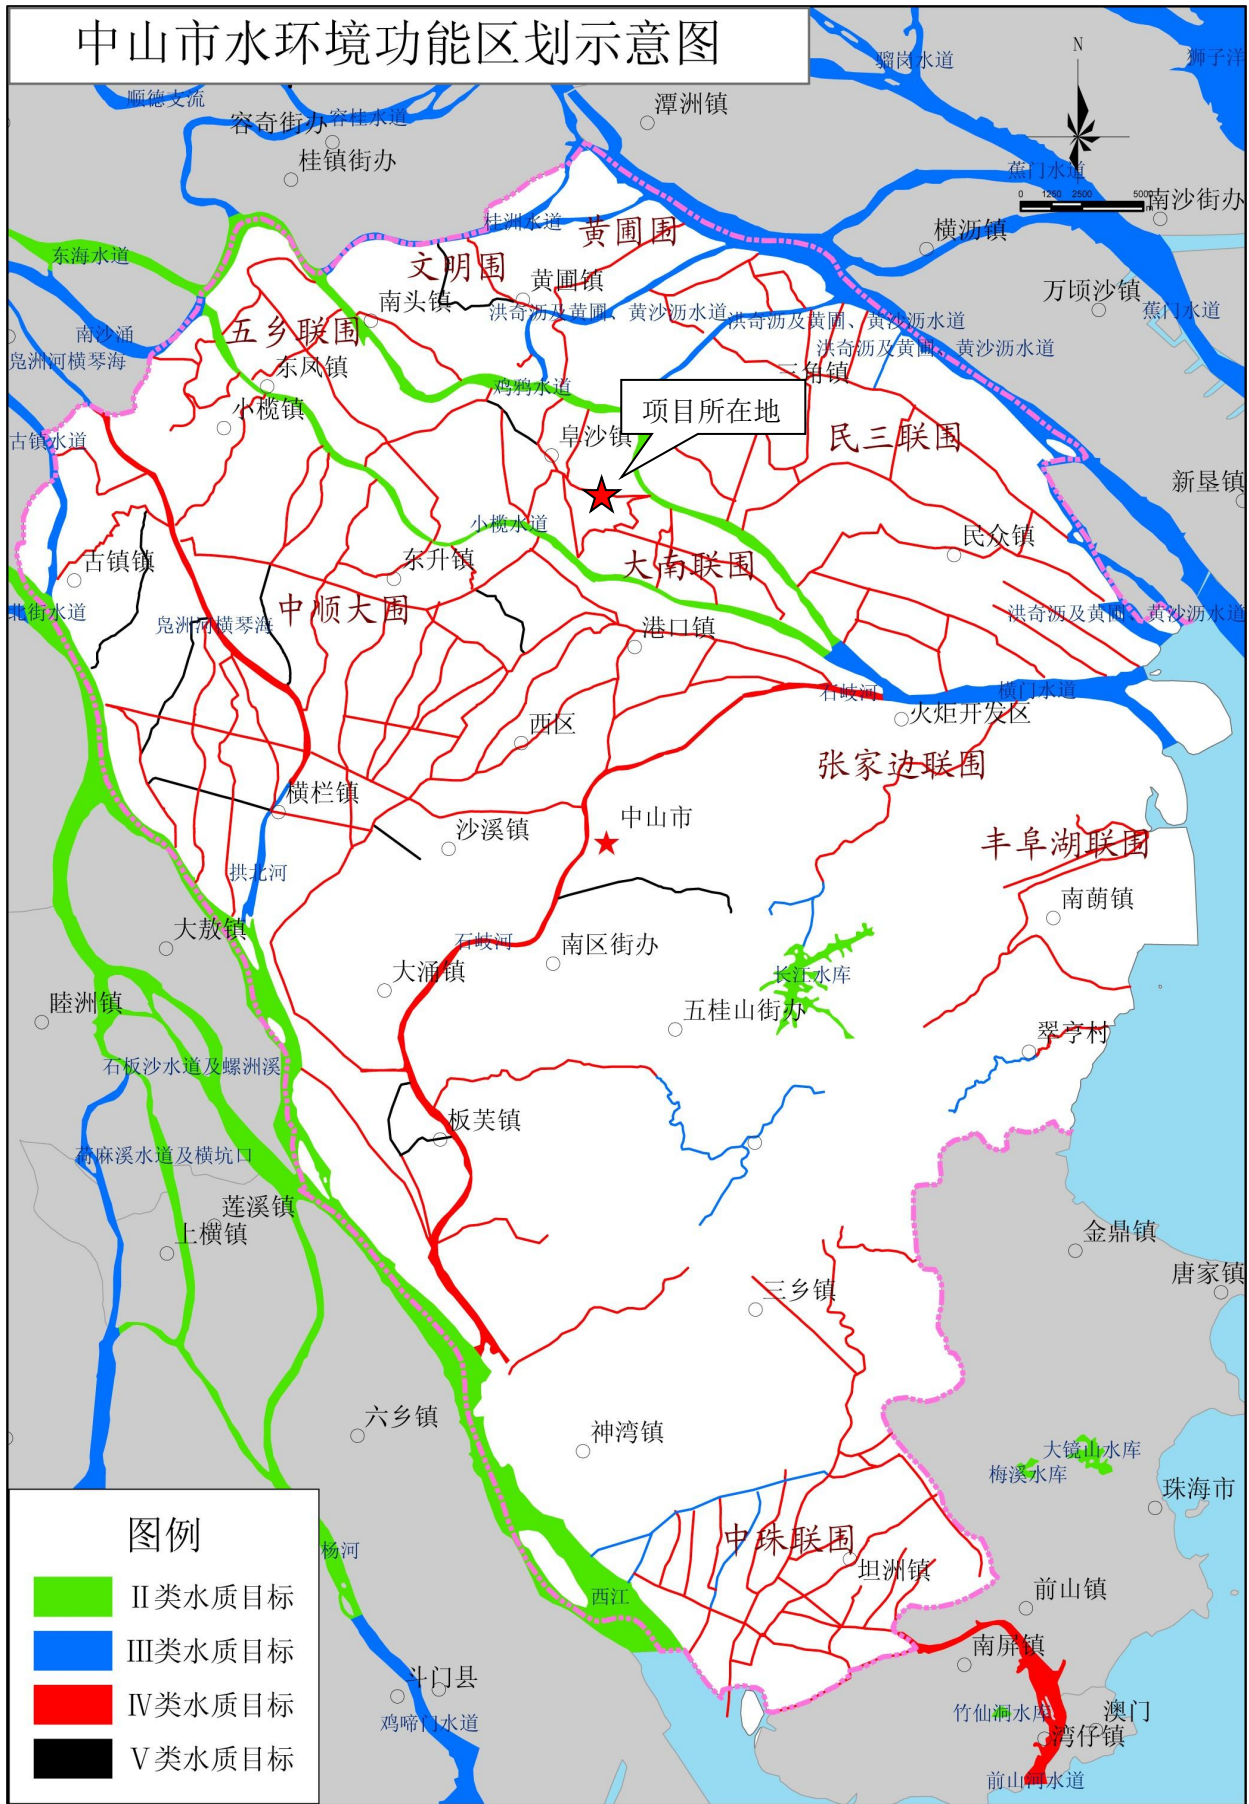 中山市水环境功能区划示意图
骝岗水道
狮子洋
N
顺德支流
容奇街办
容桂水道
潭洲镇
桂镇街办
蕉门水道
0 1250 2500 5000
南沙街办
桂洲水道
黄圃围
横沥镇
东海水道
文明围
黄圃镇
万顷沙镇
南头镇
洪奇沥及黄圃、黄沙沥水道
洪奇沥及黄圃、黄沙沥水道
蕉门水道
南沙涌
五乡联围
洪奇沥及黄圃、黄沙沥水道
凫洲河横琴海
东凤镇
鸡鸦水道
三角镇
小榄镇
项目所在地
古镇水道
阜沙镇
民三联围
新垦镇
小榄水道
民众镇
古镇镇
东升镇
大南联围
北街水道
中顺大围
凫洲河横琴海
港口镇
洪奇沥及黄圃、黄沙沥水道
石岐河
横门水道
西区
火炬开发区
张家边联围
横栏镇
中山市
沙溪镇
丰阜湖联围
拱北河
南蓢镇
大敖镇
石岐河
南区街办
大涌镇
长江水库
睦洲镇
五桂山街办
翠亨村
石板沙水道及螺洲溪
板芙镇
荷麻溪水道及横坑口
莲溪镇
上横镇
金鼎镇
唐家镇
三乡镇
六乡镇
神湾镇
大镜山水库
梅溪水库
珠海市
图例
中珠联围
杨河
坦洲镇
Ⅱ类水质目标
西江
前山镇
Ⅲ类水质目标
南屏镇
斗门县
Ⅳ类水质目标
竹仙洞水库
澳门
鸡啼门水道
湾仔镇
Ⅴ类水质目标
前山河水道